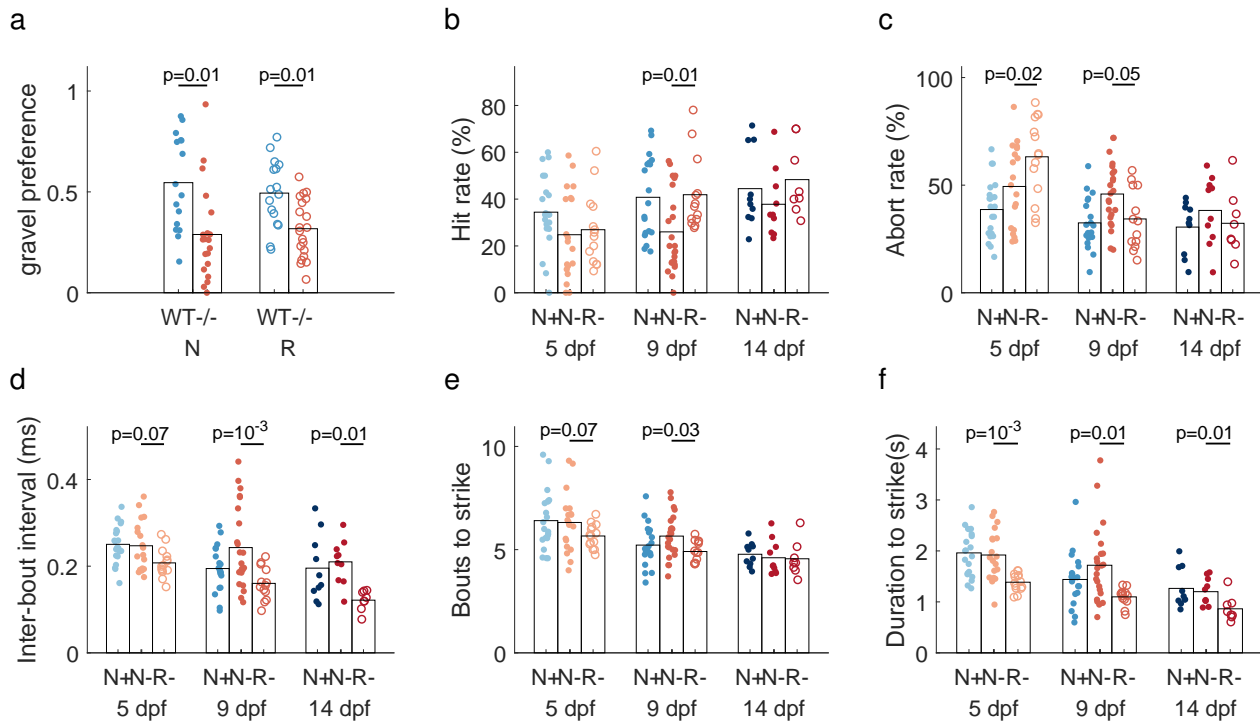 a
gravel preference
1
0.5
0
p=0.01
p=0.01
WT-/-
WT-/-
N
R
b
Hit rate (%)
80
60
40
20
0
p=0.01
N+N-R-
N+N-R-
N+N-R-
5 dpf
9 dpf
14 dpf
c
Abort rate (%)
100
50
0
p=0.02
p=0.05
N+N-R-
N+N-R-
N+N-R-
5 dpf
9 dpf
14 dpf
d
Inter-bout interval (ms)
0.4
0.2
0
p=0.07
p=10⁻³
p=0.01
N+N-R-
N+N-R-
N+N-R-
5 dpf
9 dpf
14 dpf
e
Bouts to strike
10
5
0
p=0.07
p=0.03
N+N-R-
N+N-R-
N+N-R-
5 dpf
9 dpf
14 dpf
f
Duration to strike(s)
4
3
2
1
0
p=10⁻³
p=0.01
p=0.01
N+N-R-
N+N-R-
N+N-R-
5 dpf
9 dpf
14 dpf